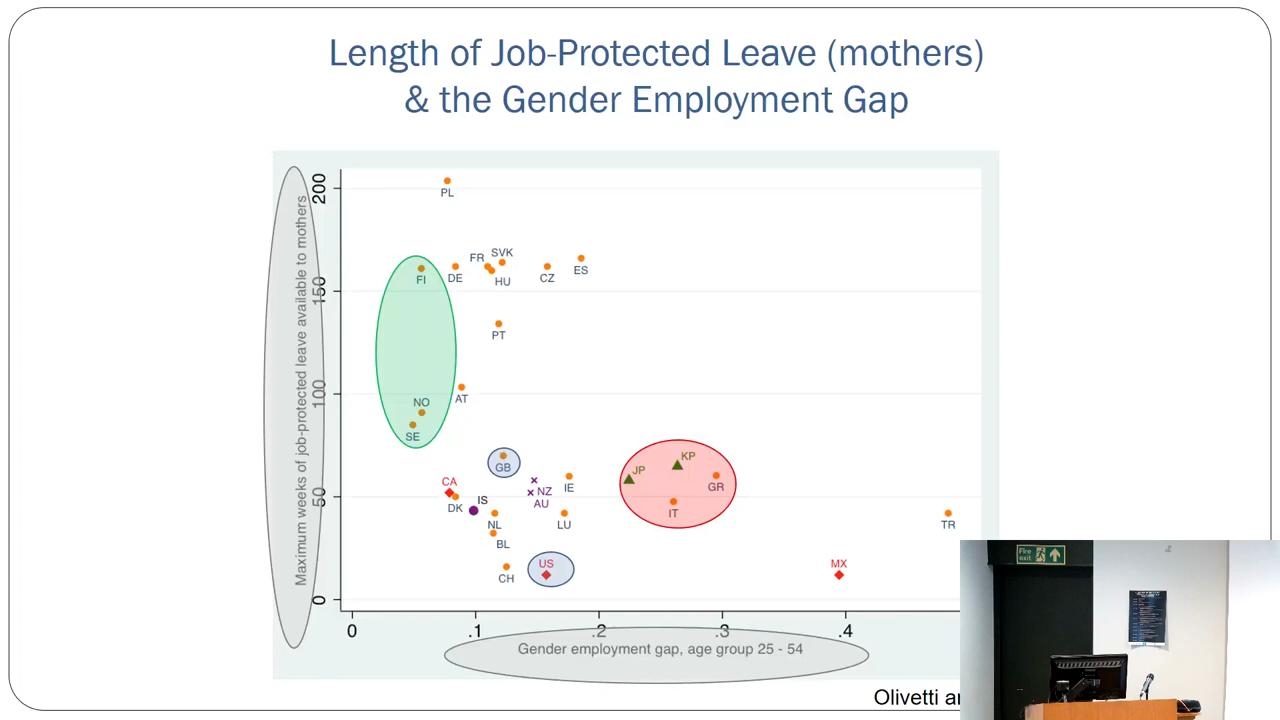 Length of Job-Protected Leave (mothers)
& the Gender Employment Gap
Maximum weeks of job-protected leave available to mothers
200
150
100
50
0
PL
FR
SVK
FI
DE
HU
CZ
ES
PT
NO
AT
SE
GB
CA
DK
IS
NL
BL
CH
NZ
AU
IE
LU
US
JP
KP
GR
IT
TR
MX
0
.1
.2
.3
.4
Gender employment gap, age group 25 - 54
Olivetti
Fire
exit